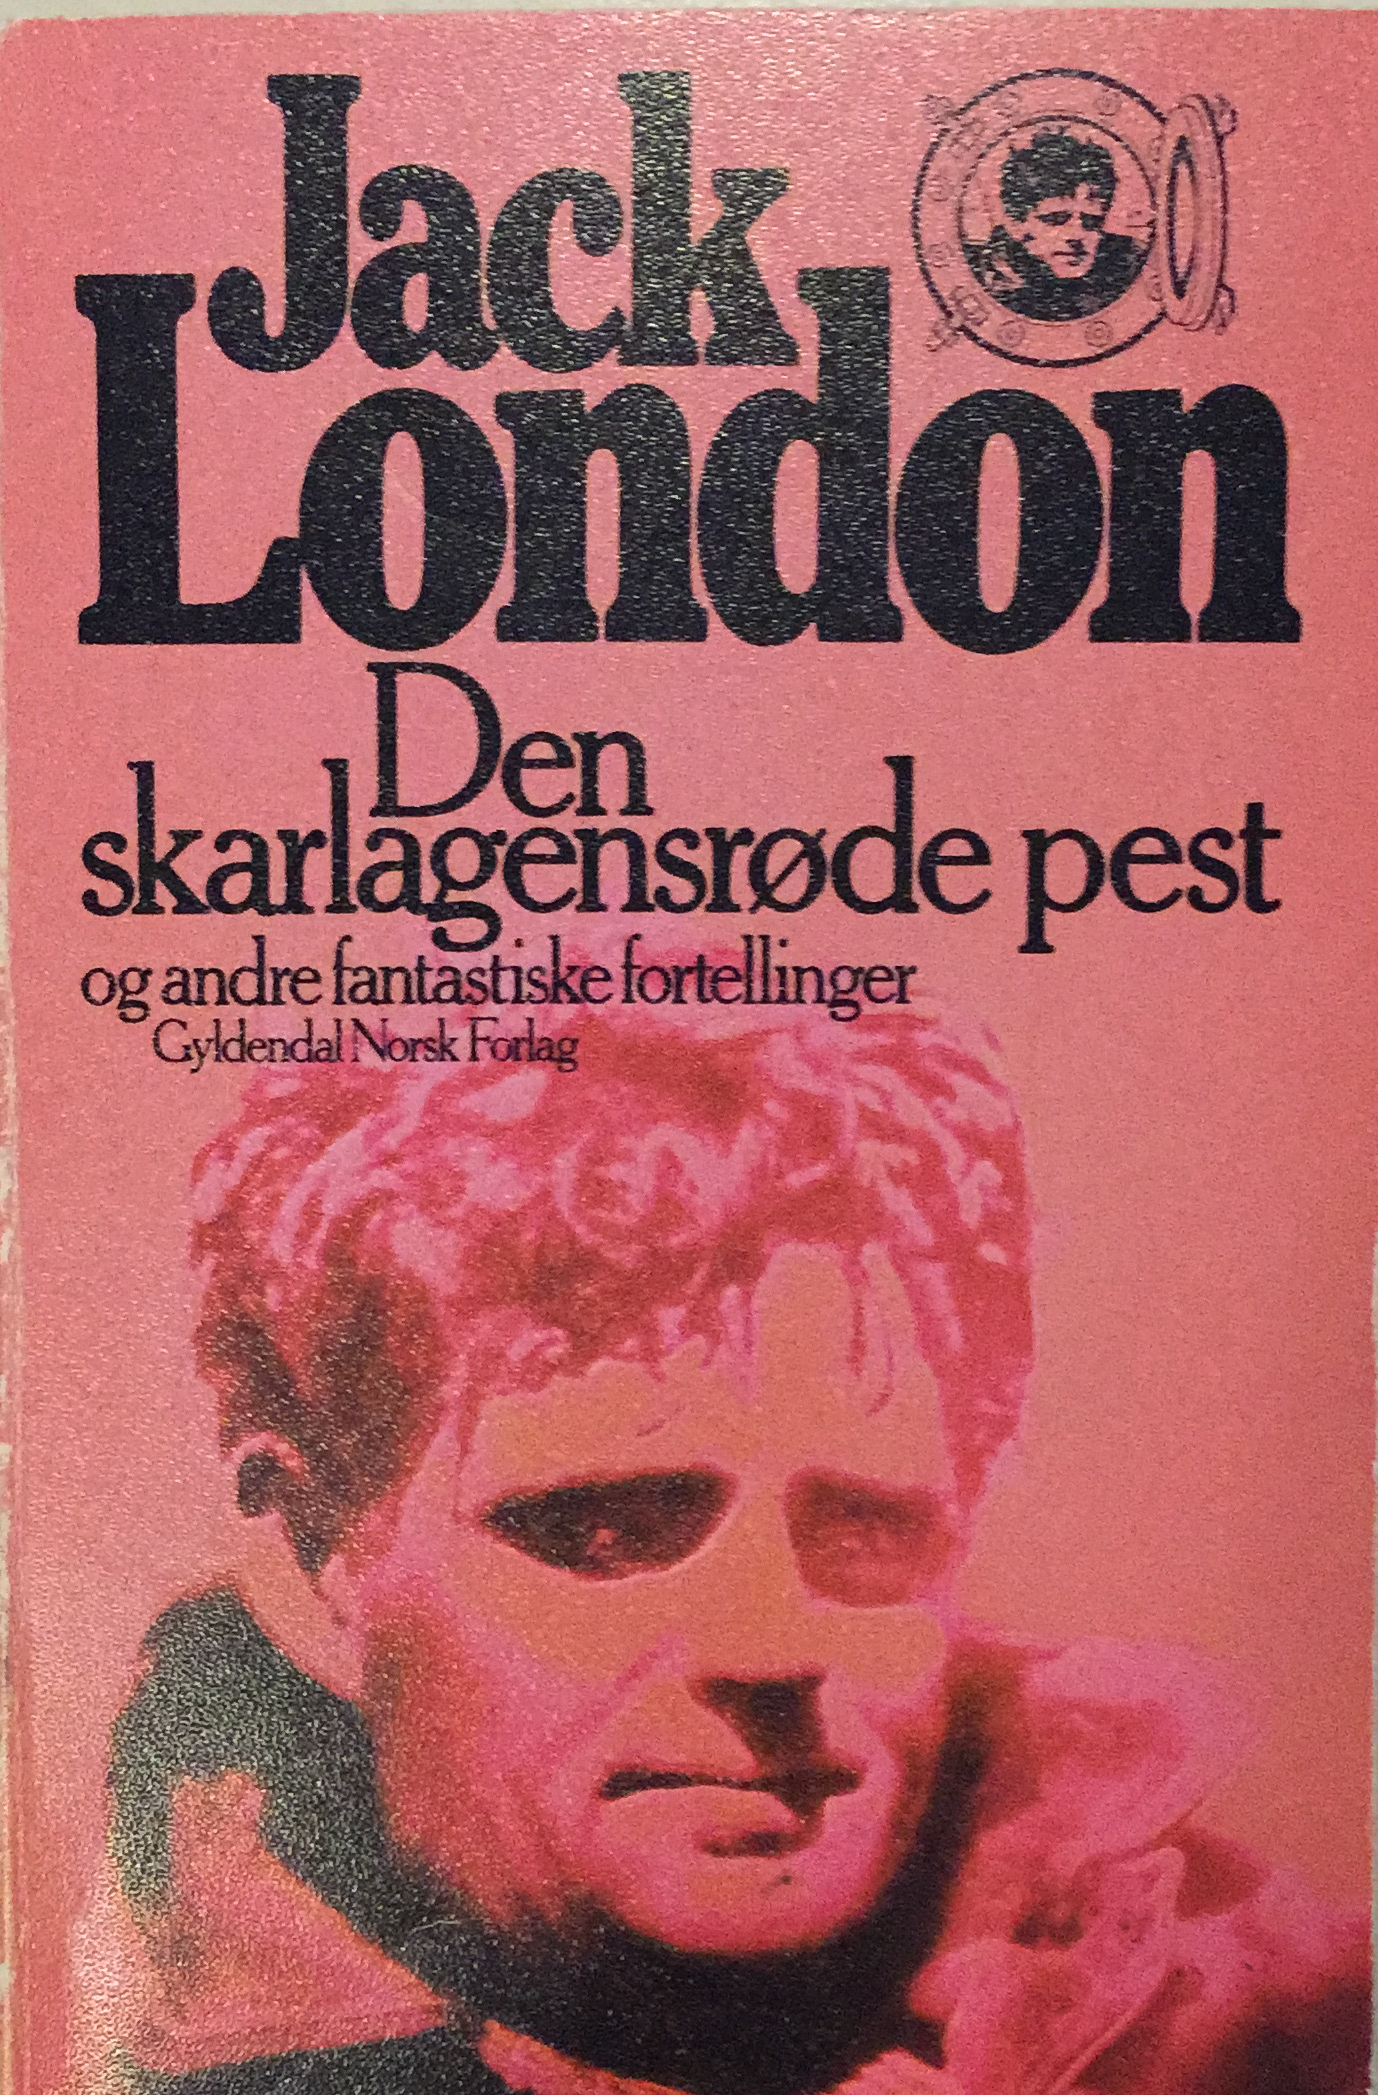 Jack
London
Den
skarlagensrøde pest
og andre fantastiske fortellinger
Gyldendal Norsk Forlag